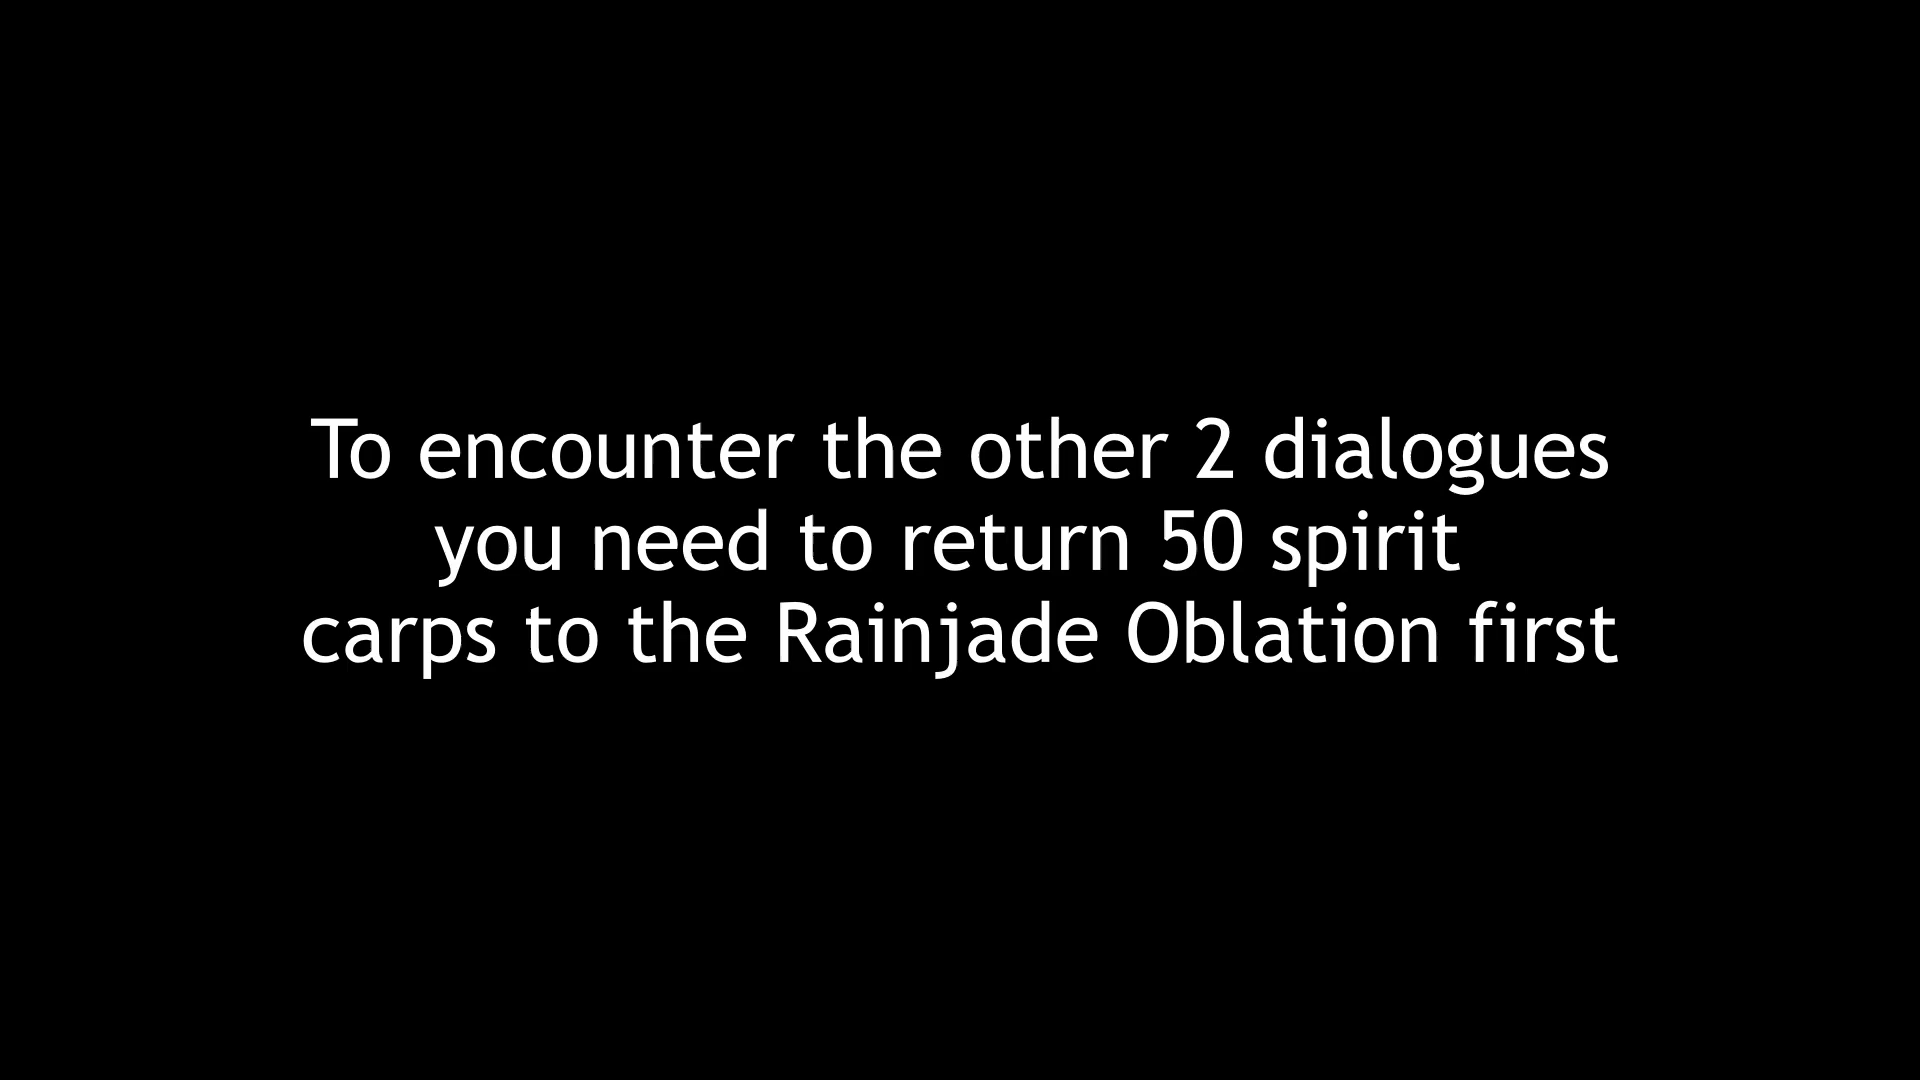 To encounter the other 2 dialogues
you need to return 50 spirit
carps to the Rainjade Oblation first